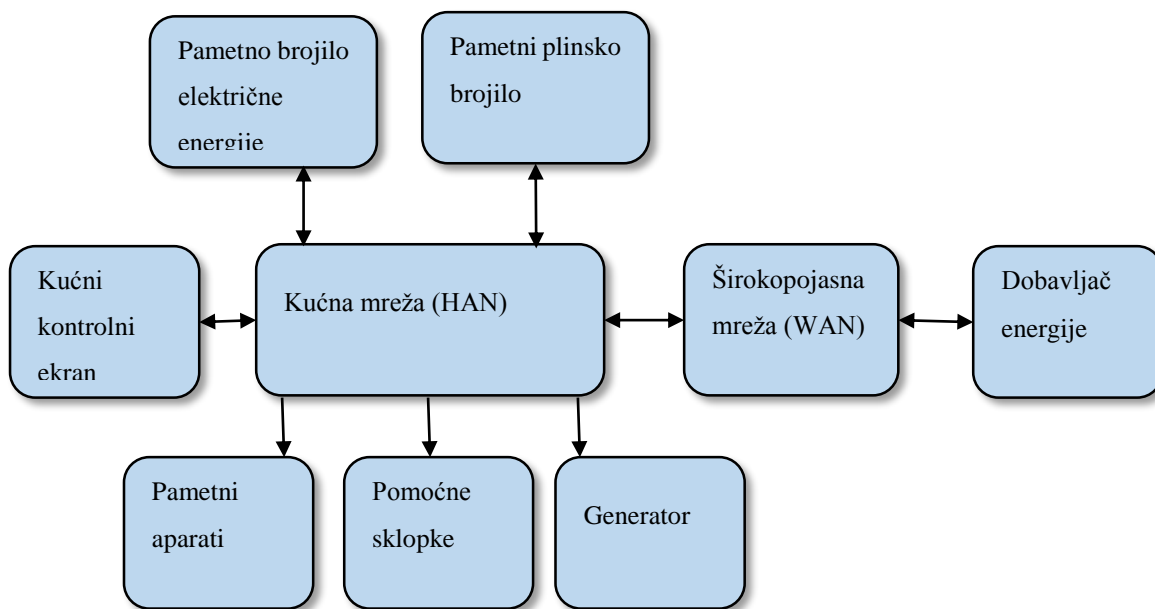 Pametno brojilo
električne
energije
Pametni plinsko
brojilo
Kućni
kontrolni
ekran
Kućna mreža (HAN)
Širokopojasna
mreža (WAN)
Dobavljač
energije
Pametni
aparati
Pomoćne
sklopke
Generator